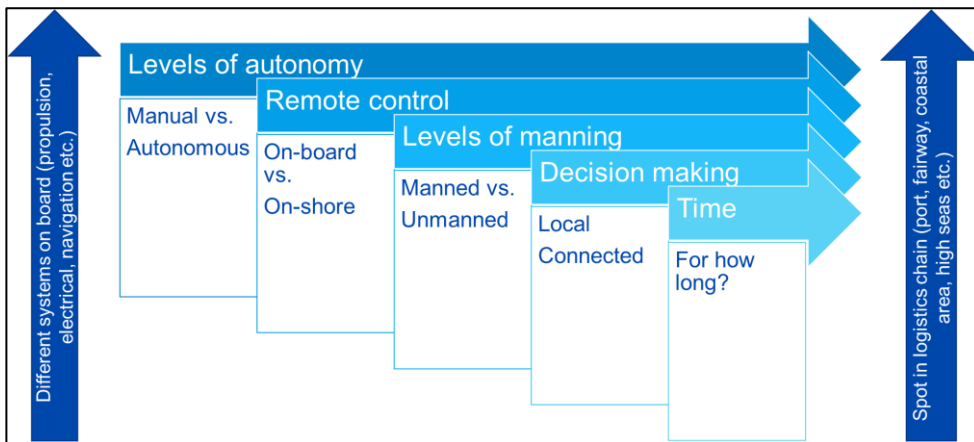 Different systems on board (propulsion,
electrical, navigation etc.)
Levels of autonomy
Manual vs.
Autonomous
Remote control
On-board
vs.
On-shore
Levels of manning
Manned vs.
Unmanned
Decision making
Local
Connected
Time
For how
long?
Spot in logistics chain (port, fairway, coastal
area, high seas etc.)